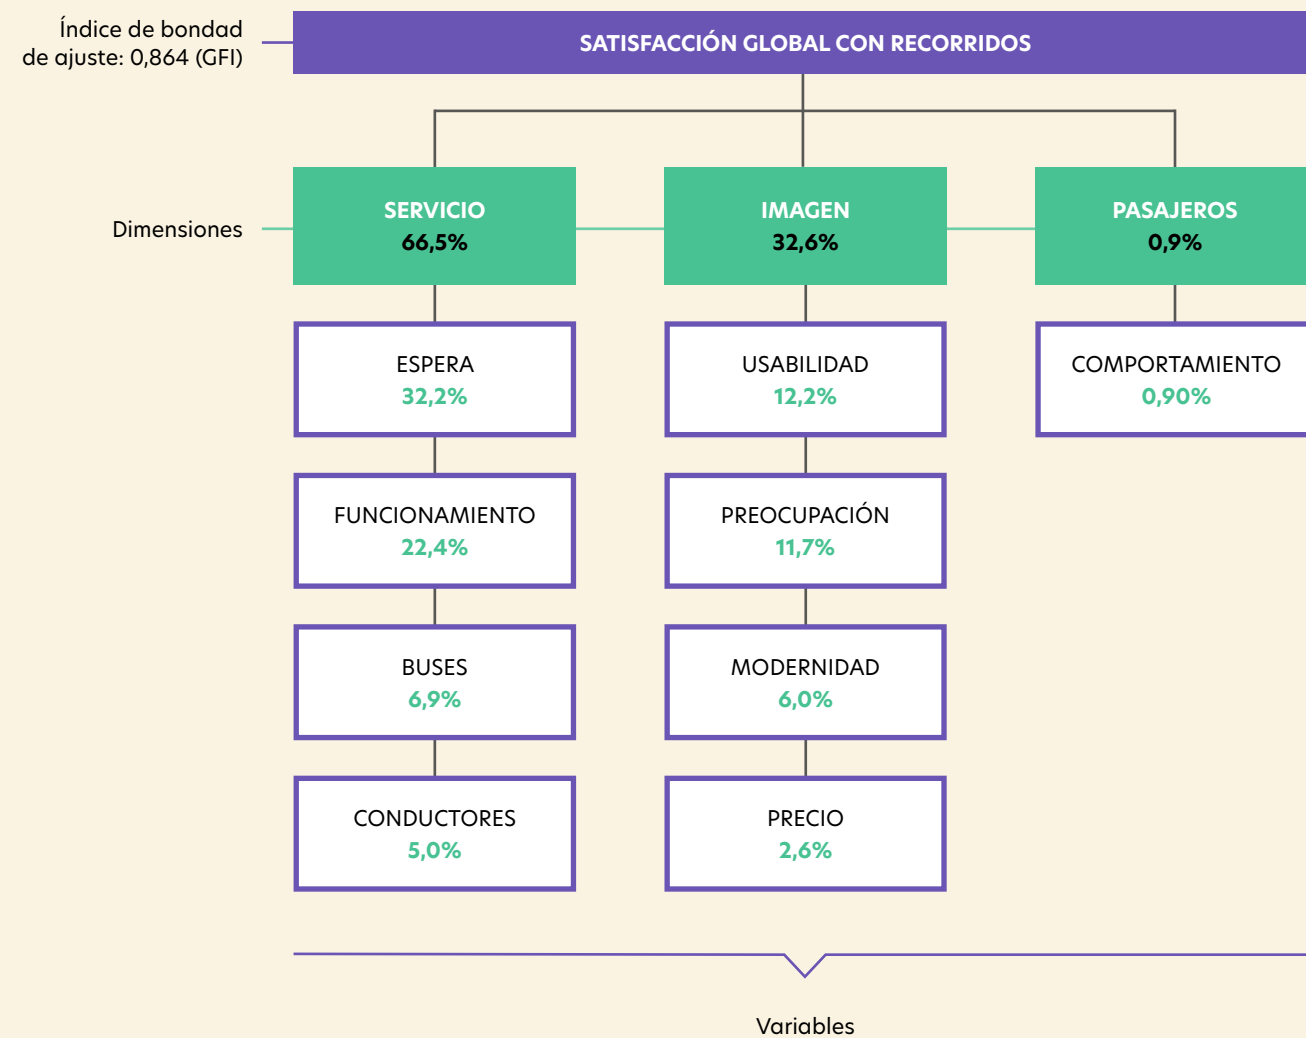 Índice de bondad
de ajuste: 0,864 (GFI)
SATISFACCIÓN GLOBAL CON RECORRIDOS
Dimensiones
SERVICIO
66,5%
IMAGEN
32,6%
PASAJEROS
0,9%
ESPERA
32,2%
USABILIDAD
12,2%
COMPORTAMIENTO
0,90%
FUNCIONAMIENTO
22,4%
PREOCUPACIÓN
11,7%
BUSES
6,9%
MODERNIDAD
6,0%
CONDUCTORES
5,0%
PRECIO
2,6%
Variables